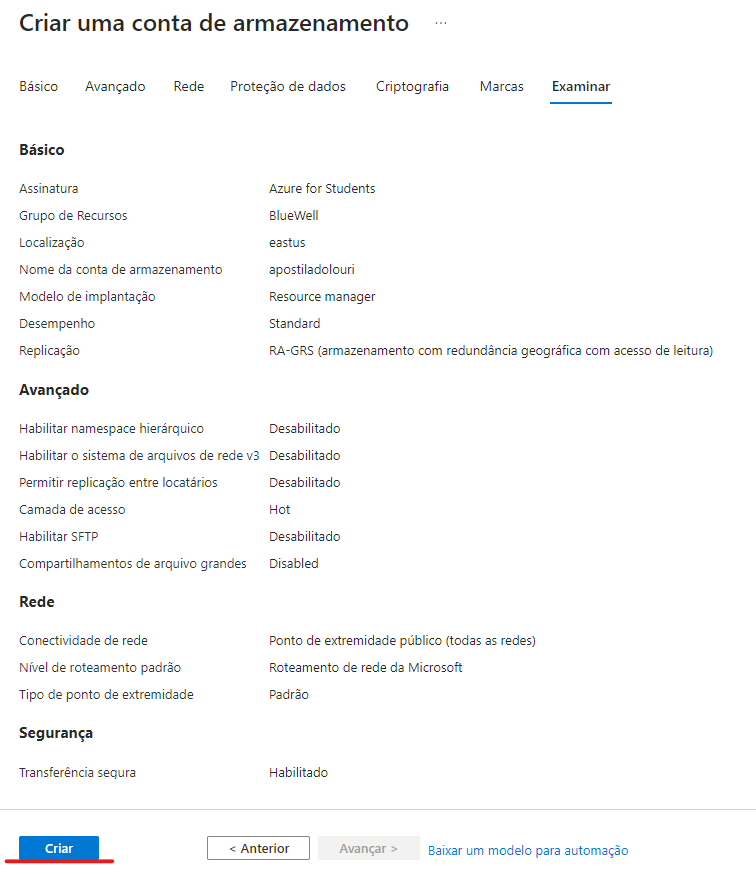 Criar uma conta de armazenamento ...
Básico Avançado Rede Proteção de dados Criptografia Marcas Examinar
Básico
Assinatura Azure for Students
Grupo de Recursos BlueWell
Localização eastus
Nome da conta de armazenamento apostiladolouri
Modelo de implantação Resource manager
Desempenho Standard
Replicação RA-GRS (armazenamento com redundância geográfica com acesso de leitura)
Avançado
Habilitar namespace hierárquico Desabilitado
Habilitar o sistema de arquivos de rede v3 Desabilitado
Permitir replicação entre locatários Desabilitado
Camada de acesso Hot
Habilitar SFTP Desabilitado
Compartilhamentos de arquivo grandes Disabled
Rede
Conectividade de rede Ponto de extremidade público (todas as redes)
Nível de roteamento padrão Roteamento de rede da Microsoft
Tipo de ponto de extremidade Padrão
Segurança
Transferência segura Habilitado
Criar < Anterior Avançar > Baixar um modelo para automação